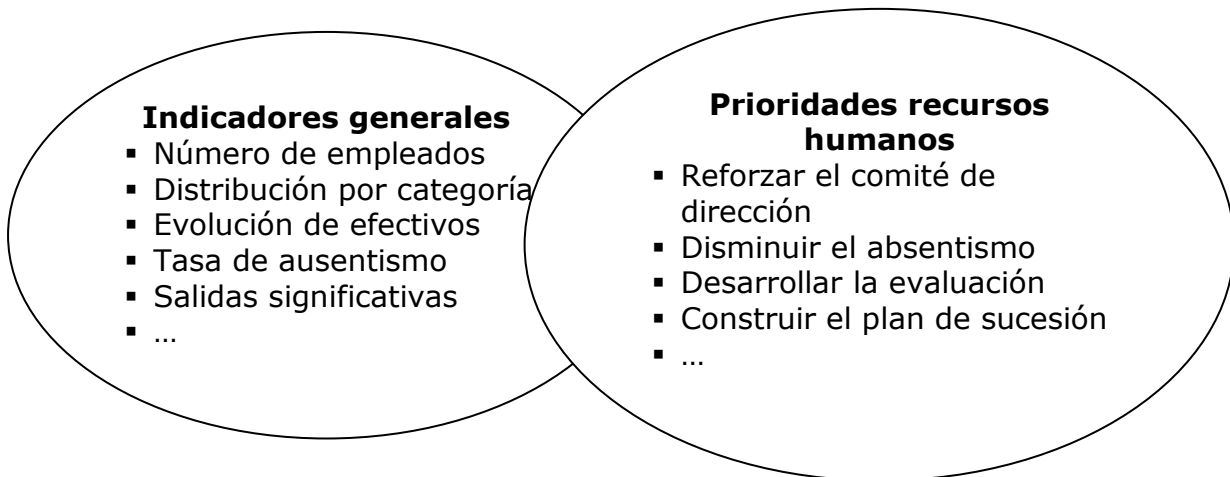 Indicadores generales
▪ Número de empleados
▪ Distribución por categoría
▪ Evolución de efectivos
▪ Tasa de ausentismo
▪ Salidas significativas
▪ …
Prioridades recursos
humanos
▪ Reforzar el comité de
dirección
▪ Disminuir el absentismo
▪ Desarrollar la evaluación
▪ Construir el plan de sucesión
▪ …